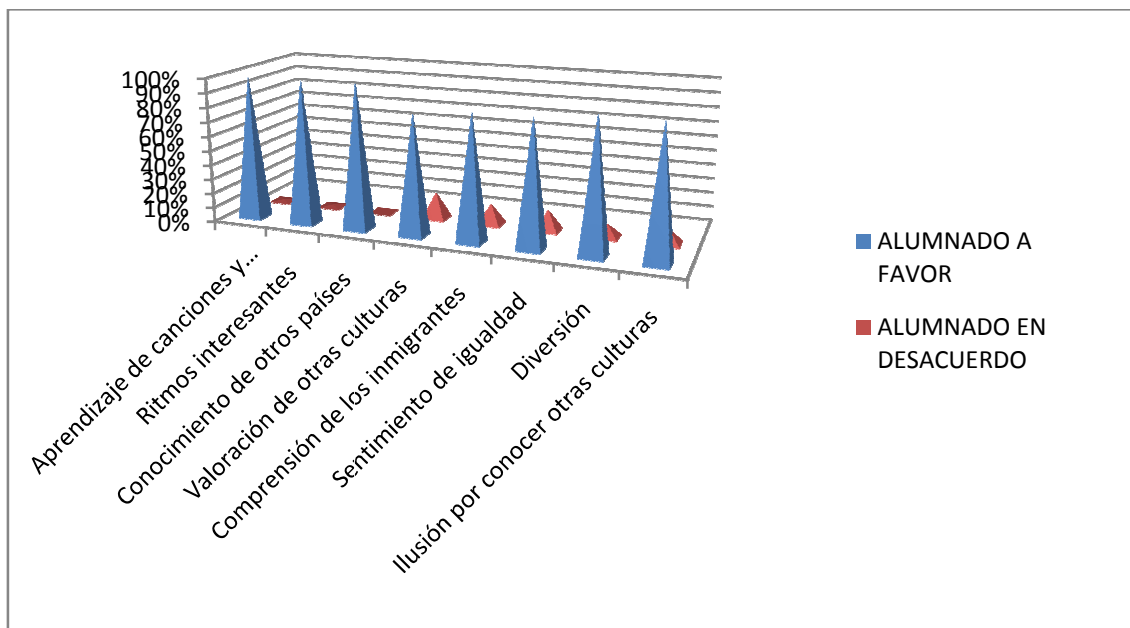 100%
90%
80%
70%
60%
50%
40%
30%
20%
10%
0%
Aprendizaje de canciones y...
Ritmos interesantes
Conocimiento de otros países
Valoración de otras culturas
Comprensión de los inmigrantes
Sentimiento de igualdad
Diversión
Ilusión por conocer otras culturas
ALUMNADO A
FAVOR
ALUMNADO EN
DESACUERDO